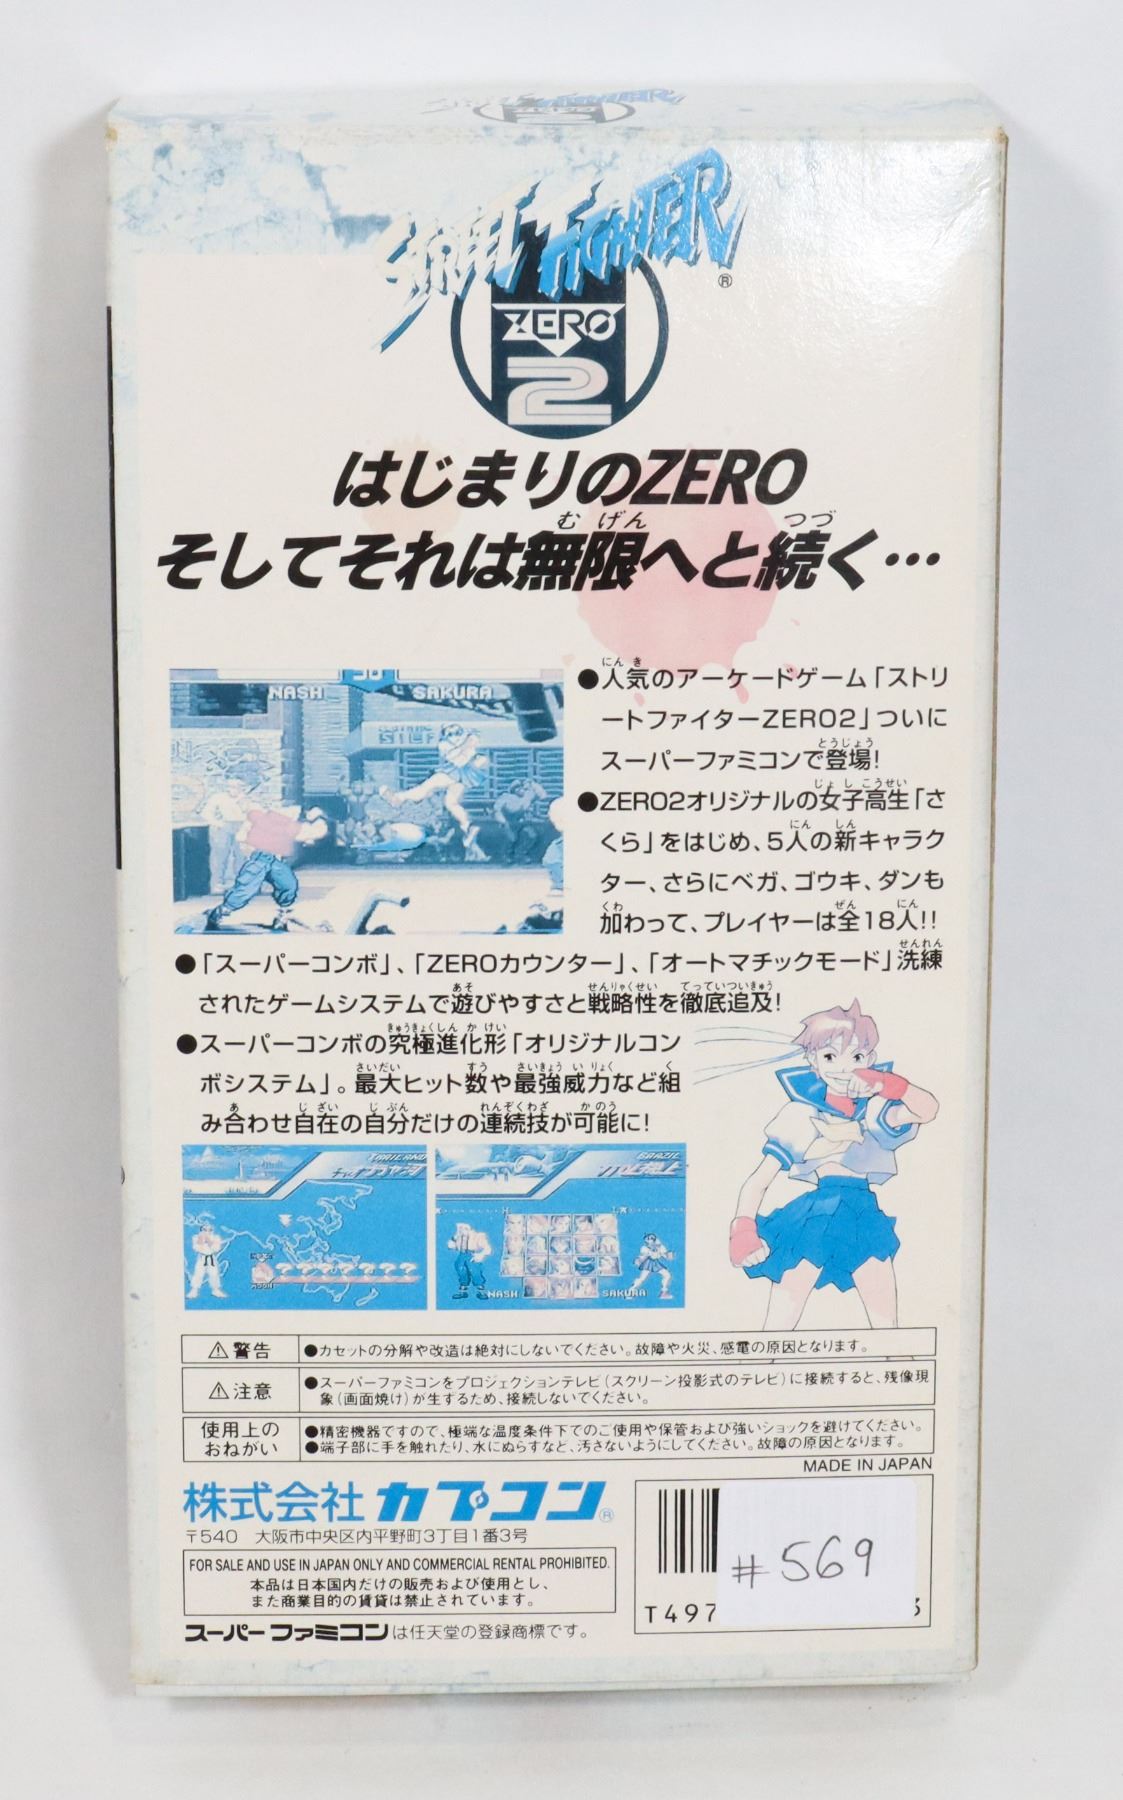 STREET FIGHTER
STREET FIGHTER®
ZERO
2
はじまりのZERO
そしてそれは無限へと続く…
むげん つづ
NASH SAKURA
●人気のアーケードゲーム「ストリ
ートファイターZERO2」ついに
スーパーファミコンで登場!
●ZERO2オリジナルの女子高生「さ
くら」をはじめ、5人の新キャラク
ター、さらにベガ、ゴウキ、ダンも
加わって、プレイヤーは全18人!!
●「スーパーコンボ」、「ZEROカウンター」、「オートマチックモード」洗練
されたゲームシステムで遊びやすさと戦略性を徹底追及!
●スーパーコンボの究極進化形「オリジナルコン
ボシステム」。最大ヒット数や最強威力など組
み合わせ自在の自分だけの連続技が可能に!
THAILAND
BRAZIL
NASH SAKURA
⚠警告
●カセットの分解や改造は絶対にしないでください。故障や火災、感電の原因となります。
⚠注意
●スーパーファミコンをプロジェクションテレビ(スクリーン投影式のテレビ)に接続すると、残像現
象(画面焼け)が生するため、接続しないでください。
使用上の
おねがい
●精密機器ですので、極端な温度条件下でのご使用や保管および強いショックを避けてください。
●端子部に手を触れたり、水にぬらすなど、汚さないようにしてください。故障の原因となります。
MADE IN JAPAN
株式会社カプコン®
〒540 大阪市中央区内平野町3丁目1番3号
FOR SALE AND USE IN JAPAN ONLY AND COMMERCIAL RENTAL PROHIBITED.
本品は日本国内だけの販売および使用とし、
また商業目的の賃貸は禁止されています。
スーパーファミコンは任天堂の登録商標です。
#569
T497 3